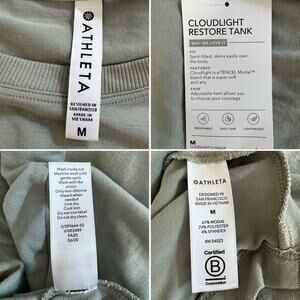 ATHLETA
DESIGNED IN
SAN FRANCISCO
MADE IN
VIETNAM
M
CLOUDLIGHT
RESTORE TANK
WHY WE LOVE IT
FIT
Semi-fitted, skims easily over
the body.
FEATURES
Cloudlight is a TENCEL Modal™
blend that is airy and soft.
FAVE
Adjustable item allows you
to choose your coverage.
BREATHABLE
EASY CARE
LIGHTWEIGHT
M
Wash inside out
Machine wash cold
gentle cycle
Wash with like
colors
Only non chlorine
bleach when
needed
Line dry
Cool iron
Do not iron label
Do not dry clean.
FA20
06/20
ATHLETA
DESIGNED IN
SAN FRANCISCO
MADE IN VIETNAM
M
67% MODAL
29% POLYESTER
4% SPANDEX
RN 54023
Certified
B
Corporation